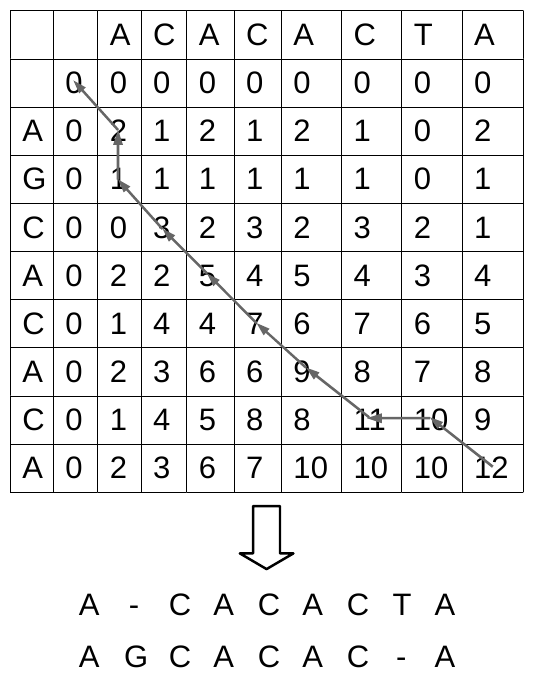 A C A C A C T A
0 0 0 0 0 0 0 0 0
A 0 2 1 2 1 2 1 0 2
G 0 1 1 1 1 1 1 0 1
C 0 0 3 2 3 2 3 2 1
A 0 2 2 5 4 5 4 3 4
C 0 1 4 4 7 6 7 6 5
A 0 2 3 6 6 9 8 7 8
C 0 1 4 5 8 8 11 10 9
A 0 2 3 6 7 10 10 10 12
A - C A C A C T A
A G C A C A C - A